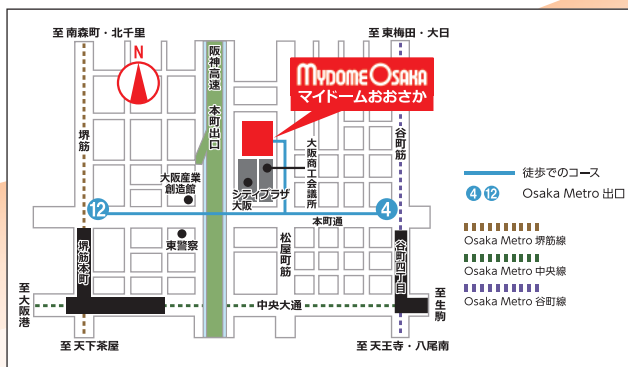 至南森町・北千里
至東梅田・大日
N
阪神高速 本町出口
MYDOME OSAKA
マイドームおおさか
堺筋
谷町筋
大阪商工会議所
大阪産業
創造館
シティプラザ
大阪
徒歩でのコース
④⑫ Osaka Metro 出口
⑫
④
本町通
東警察
松屋町筋
堺筋本町
谷町四丁目
Osaka Metro 堺筋線
Osaka Metro 中央線
Osaka Metro 谷町線
至大阪港
中央大通
至生駒
至天下茶屋
至天王寺・八尾南